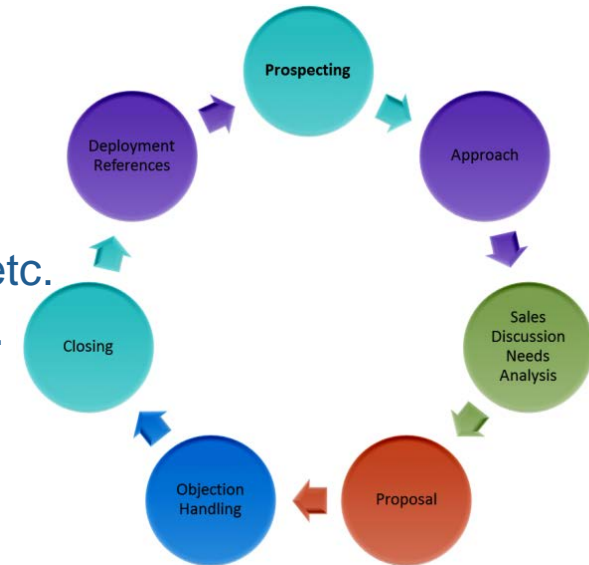 Prospecting
Approach
Sales
Discussion
Needs
Analysis
Proposal
Objection
Handling
Closing
Deployment
References
etc.